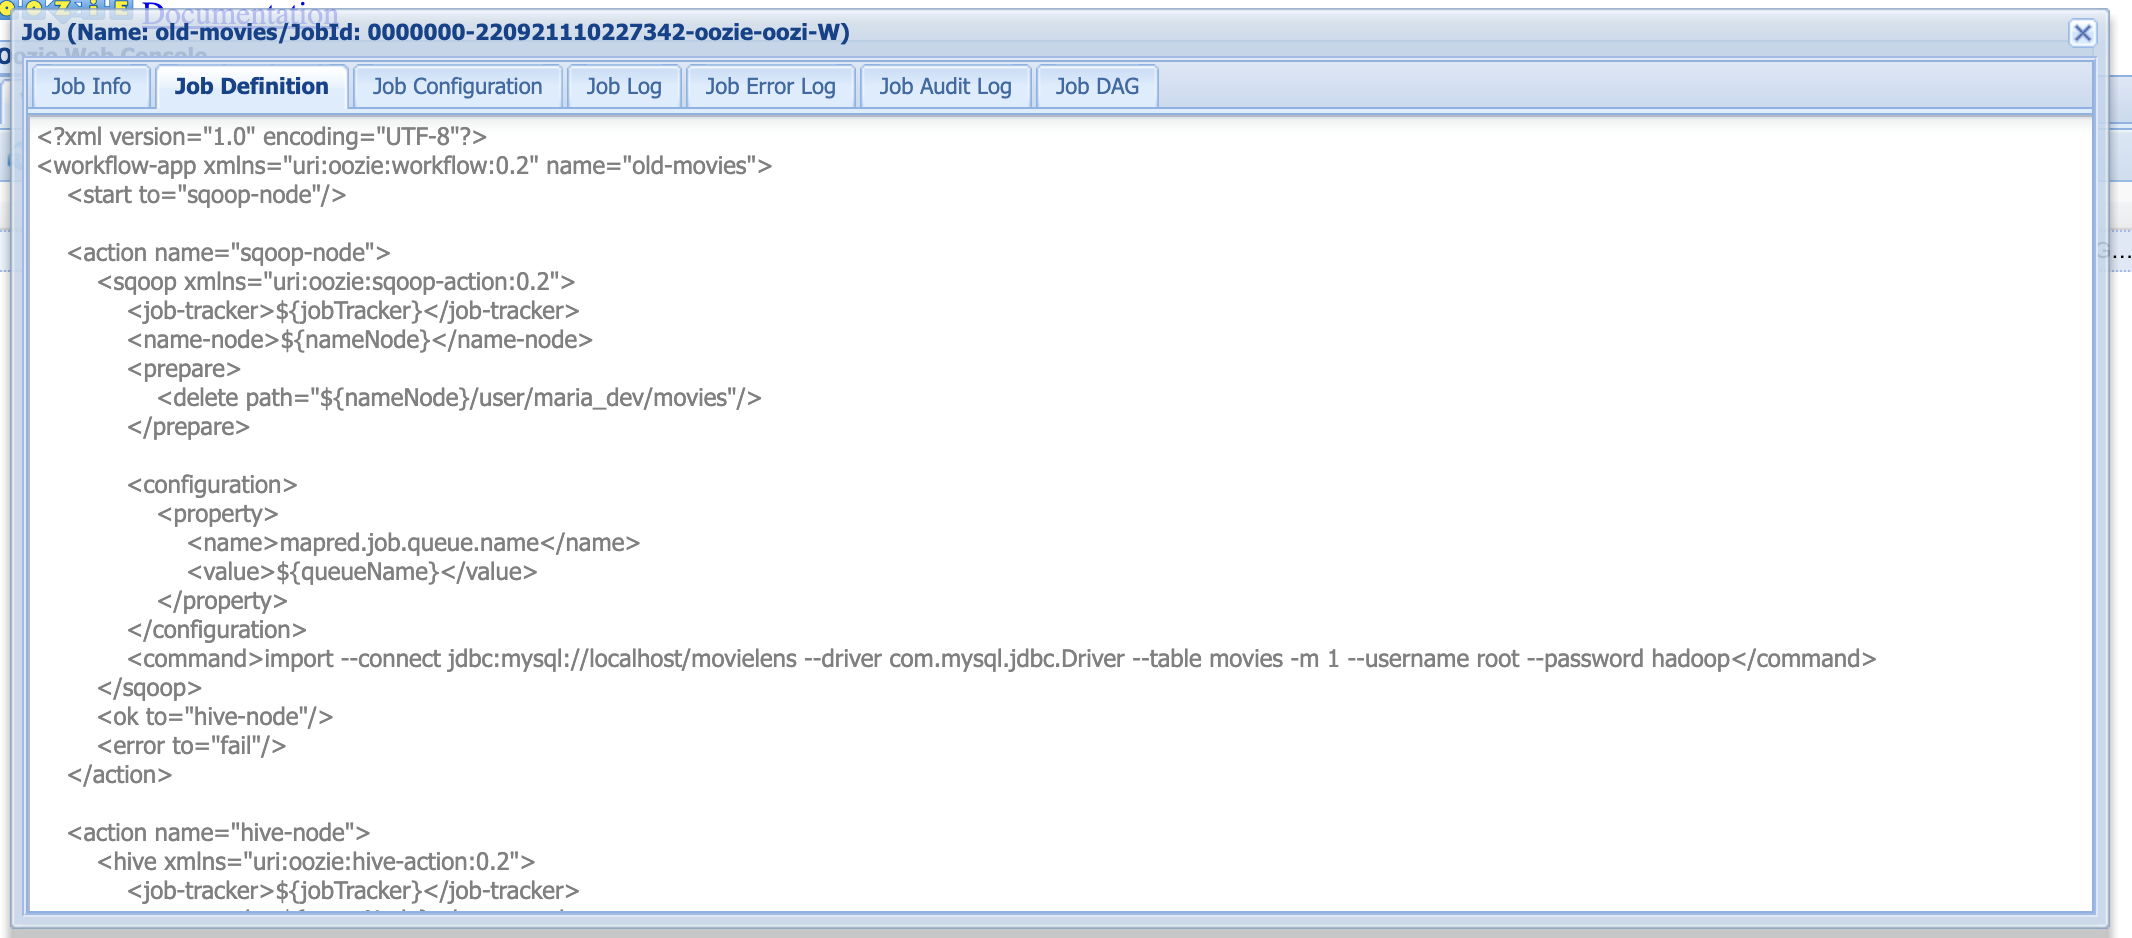 OOZiE Documentation
Job (Name: old-movies/JobId: 0000000-220921110227342-oozie-oozi-W)
Oozie Web Console
Job Info Job Definition Job Configuration Job Log Job Error Log Job Audit Log Job DAG
<?xml version="1.0" encoding="UTF-8"?>
<workflow-app xmlns="uri:oozie:workflow:0.2" name="old-movies">
<start to="sqoop-node"/>
<action name="sqoop-node">
<sqoop xmlns="uri:oozie:sqoop-action:0.2">
<job-tracker>${jobTracker}</job-tracker>
<name-node>${nameNode}</name-node>
<prepare>
<delete path="${nameNode}/user/maria_dev/movies"/>
</prepare>
<configuration>
<property>
<name>mapred.job.queue.name</name>
<value>${queueName}</value>
</property>
</configuration>
<command>import --connect jdbc:mysql://localhost/movielens --driver com.mysql.jdbc.Driver --table movies -m 1 --username root --password hadoop</command>
</sqoop>
<ok to="hive-node"/>
<error to="fail"/>
</action>
<action name="hive-node">
<hive xmlns="uri:oozie:hive-action:0.2">
<job-tracker>${jobTracker}</job-tracker>